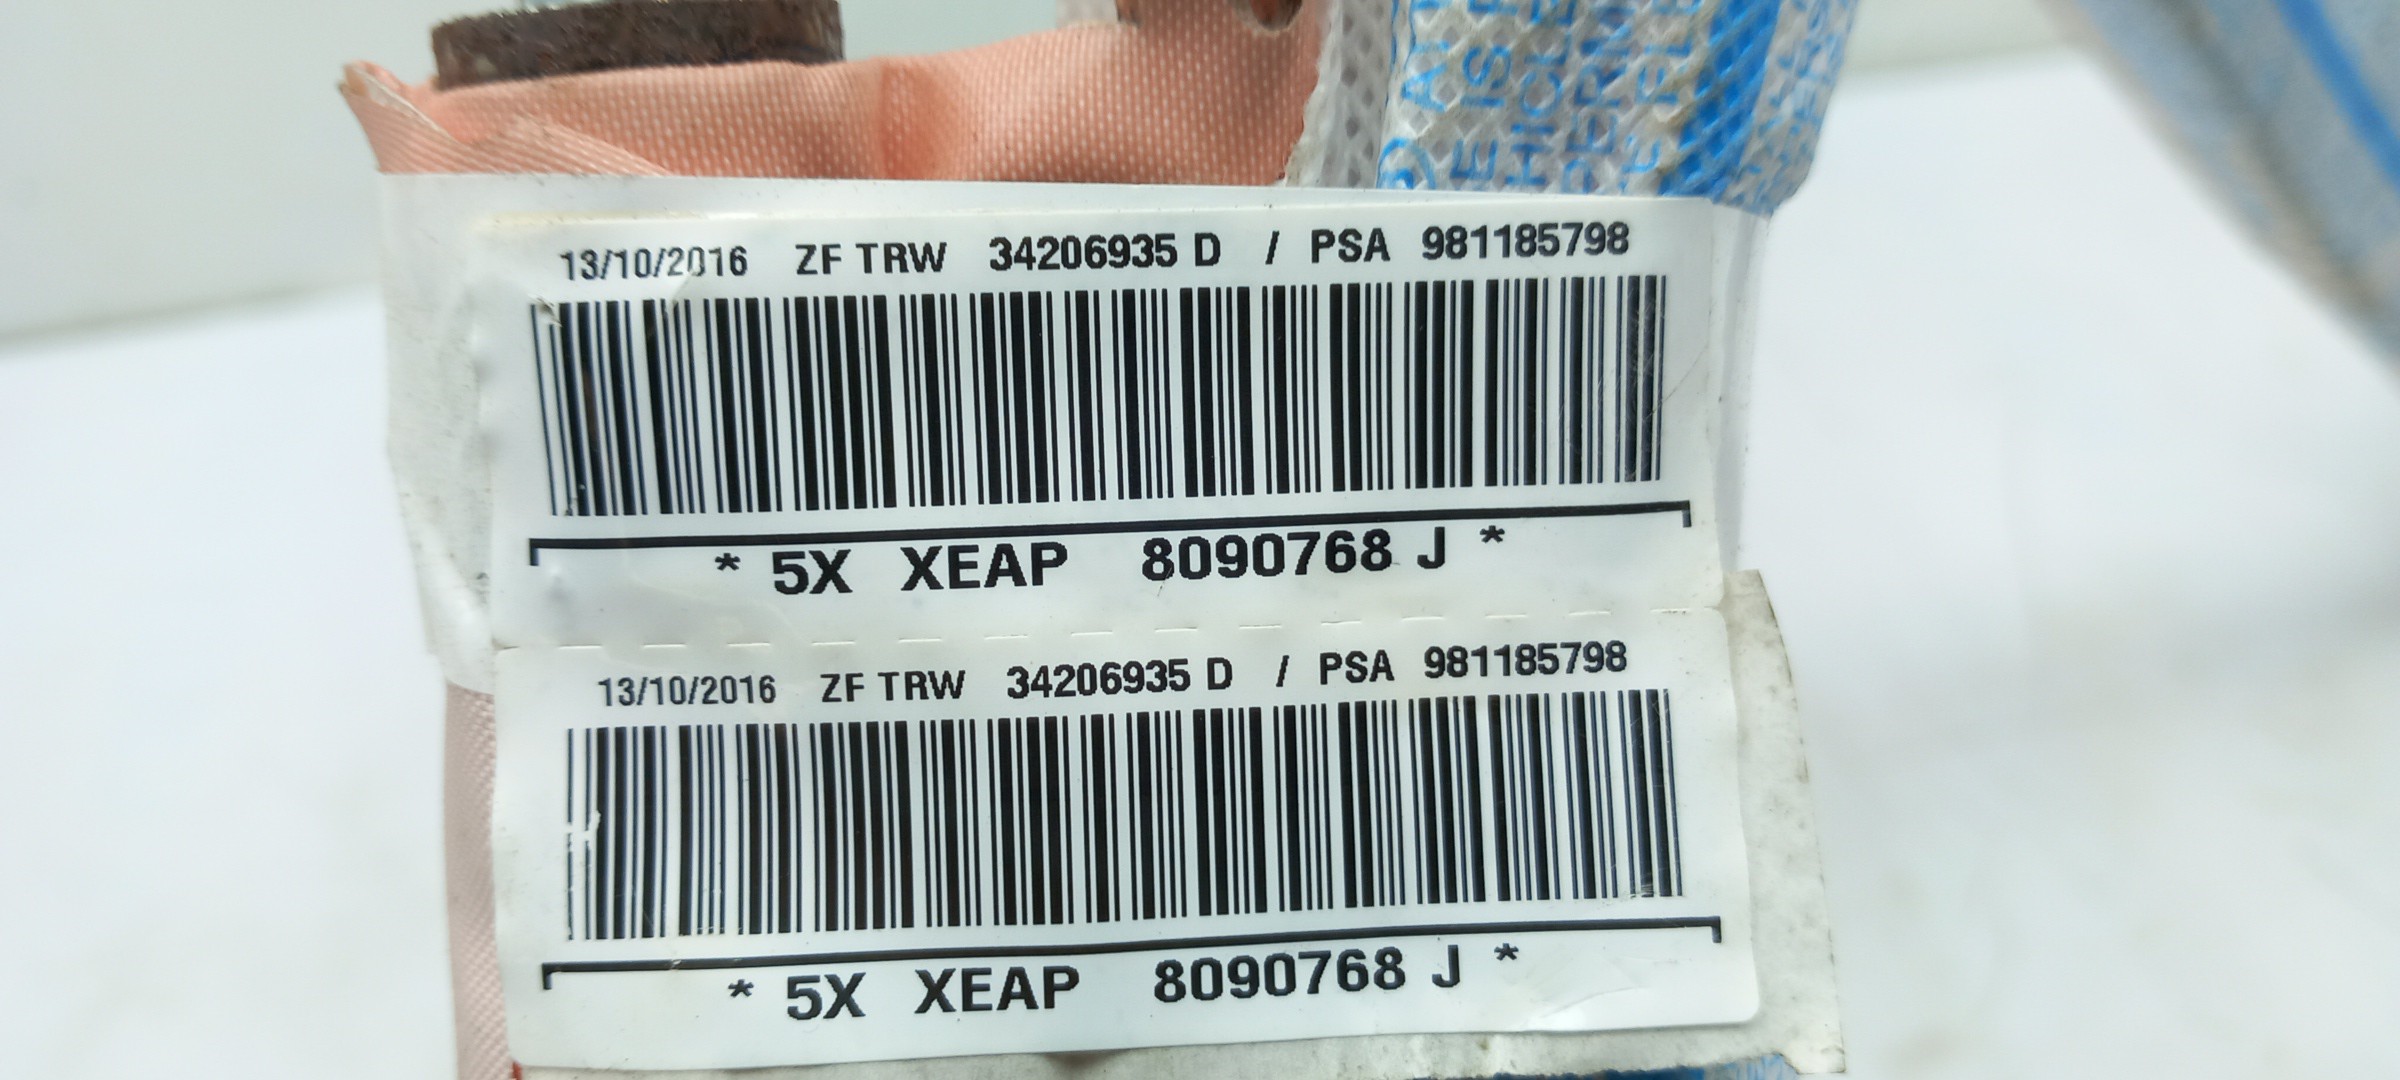 13/10/2016 ZF TRW 34206935 D / PSA 981185798
* 5X XEAP 8090768 J *
13/10/2016 ZF TRW 34206935 D / PSA 981185798
* 5X XEAP 8090768 J *